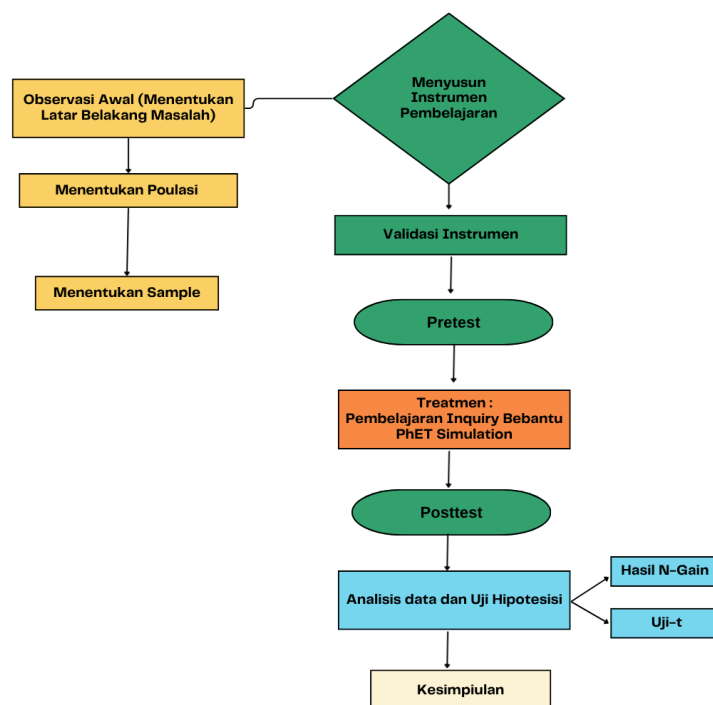 Observasi Awal (Menentukan
Latar Belakang Masalah)
Menentukan Poulasi
Menentukan Sample
Menyusun
Instrumen
Pembelajaran
Validasi Instrumen
Pretest
Treatmen :
Pembelajaran Inquiry Bebantu
PhET Simulation
Posttest
Analisis data dan Uji Hipotesisi
Hasil N-Gain
Uji-t
Kesimpiulan